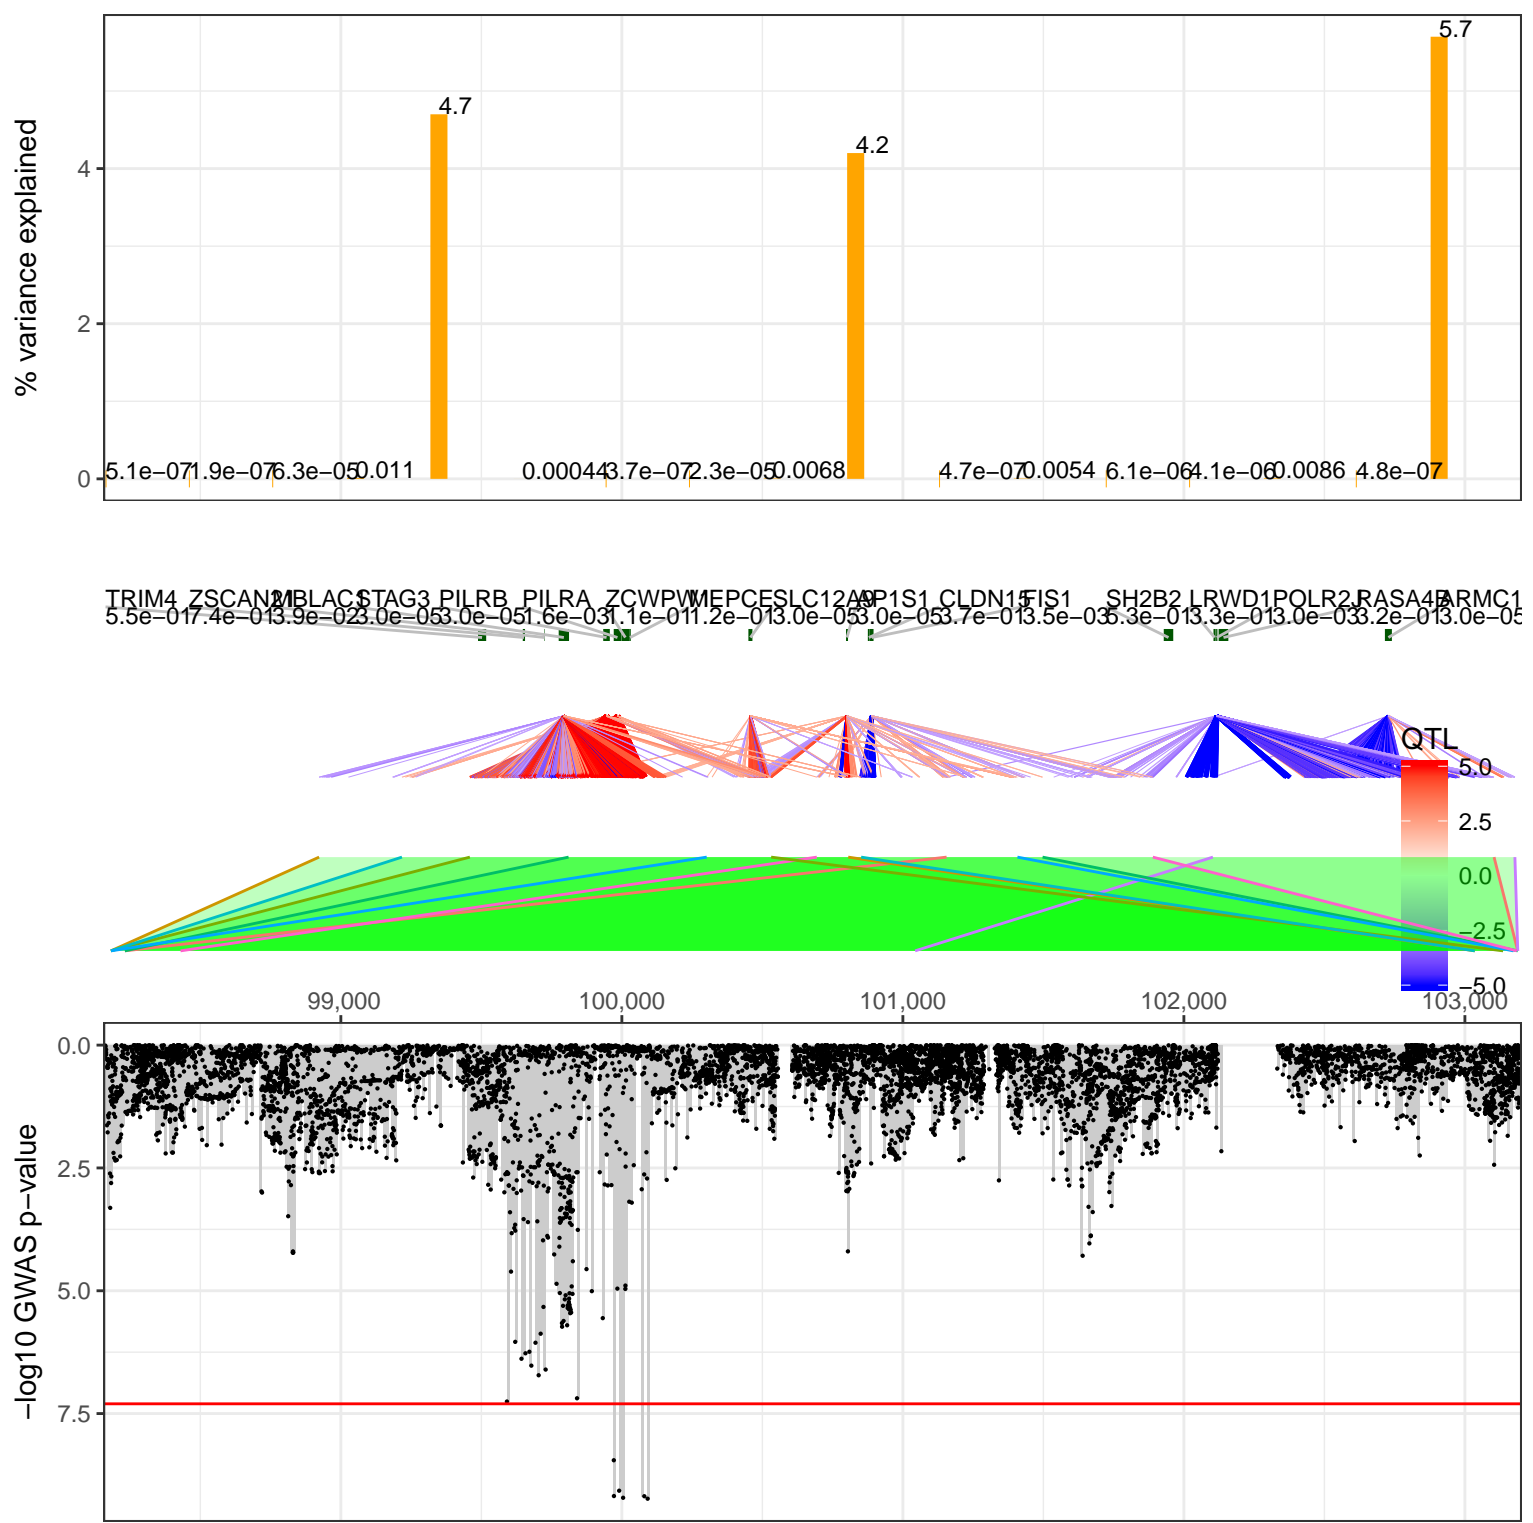 5.7
4.7
4.2
% variance explained
4
2
0
5.1e−07 1.9e−07 6.3e−05 0.011 0.00044 3.7e−07 2.3e−05 0.0068 4.7e−07 0.0054 6.1e−06 4.1e−06 0.0086 4.8e−07
TRIM4 ZSCAN21 MBLAC1 STAG3 PILRB PILRA ZCWPW1 MEPCE SLC12A9 AP1S1 CLDN15 FIS1 SH2B2 LRWD1 POLR2J RASA4B ARMC1
5.5e−01 7.4e−01 3.9e−02 3.0e−05 3.0e−05 1.6e−03 1.1e−01 1.2e−01 3.0e−05 3.0e−05 3.7e−01 3.5e−03 5.3e−01 3.3e−01 3.0e−03 3.2e−01 3.0e−05
QTL
5.0
2.5
0.0
−2.5
−5.0
99,000 100,000 101,000 102,000 103,000
−log10 GWAS p−value
0.0
2.5
5.0
7.5